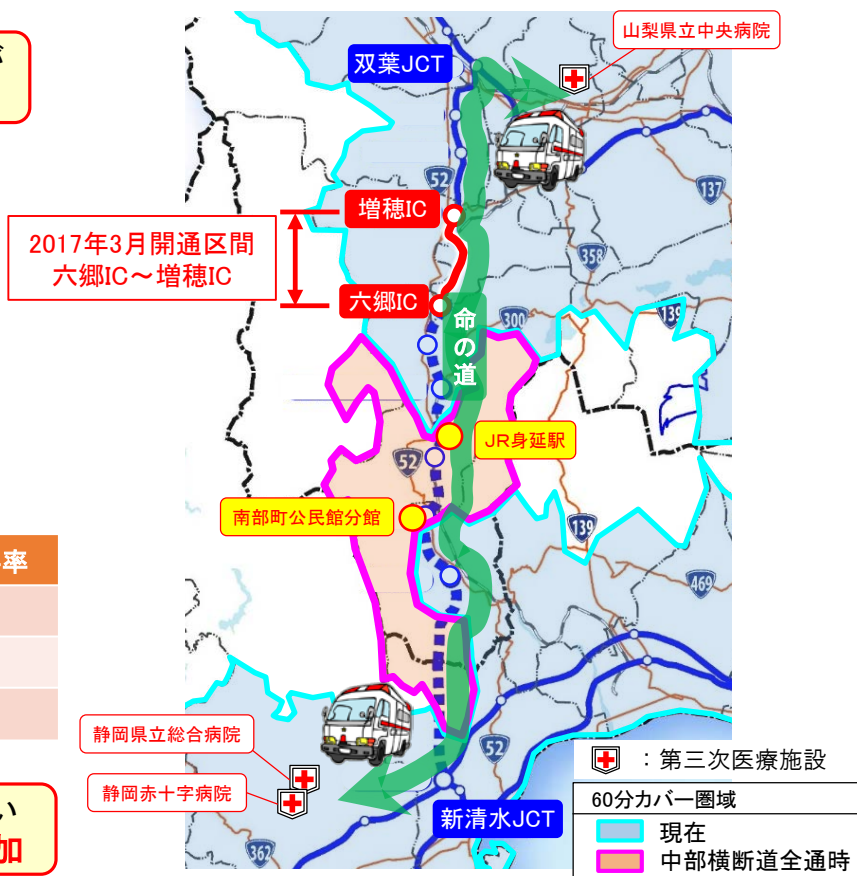 が
山梨県立中央病院
双葉JCT
52
137
増穂IC
2017年3月開通区間
六郷IC～増穂IC
358
六郷IC
命の道
300
139
JR身延駅
52
南部町公民館分館
139
率
469
静岡県立総合病院
52
：第三次医療施設
静岡赤十字病院
60分カバー圏域
い
新清水JCT
現在
加
362
中部横断道全通時